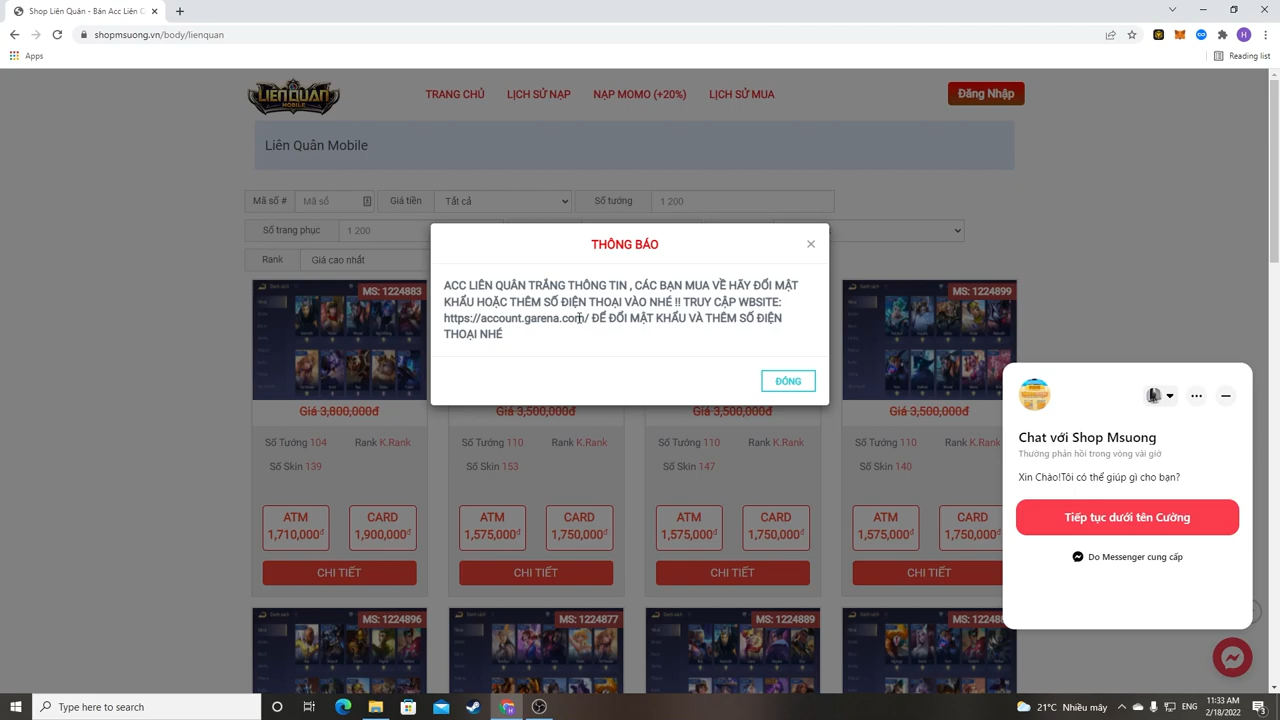 Shop Liên Quân - Bán Acc Liên C
shopmsuong.vn/body/lienquan
Apps
Reading list
LIÊN QUÂN
MOBILE
TRANG CHỦ
LỊCH SỬ NẠP
NẠP MOMO (+20%)
LỊCH SỬ MUA
Đăng Nhập
Liên Quân Mobile
Mã số #
Mã số
Giá tiền
Tất cả
Số tướng
1 200
Số trang phục
1 200
Rank
Giá cao nhất
THÔNG BÁO
×
ACC LIÊN QUÂN TRẮNG THÔNG TIN , CÁC BẠN MUA VỀ HÃY ĐỔI MẬT
KHẨU HOẶC THÊM SỐ ĐIỆN THOẠI VÀO NHÉ !! TRUY CẬP WBSITE:
https://account.garena.com/ ĐỂ ĐỔI MẬT KHẨU VÀ THÊM SỐ ĐIỆN
THOẠI NHÉ
ĐÓNG
MS: 1224883
MS: 1224899
Giá 3,800,000đ
Giá 3,500,000đ
Giá 3,500,000đ
Giá 3,500,000đ
Số Tướng 104 Rank K.Rank
Số Tướng 110 Rank K.Rank
Số Tướng 110 Rank K.Rank
Số Tướng 110 Rank K.Rank
Số Skin 139
Số Skin 153
Số Skin 147
Số Skin 140
ATM
1,710,000đ
CARD
1,900,000đ
ATM
1,575,000đ
CARD
1,750,000đ
ATM
1,575,000đ
CARD
1,750,000đ
ATM
1,575,000đ
CARD
1,750,000
CHI TIẾT
CHI TIẾT
CHI TIẾT
CHI TIẾT
MS: 1224896
MS: 1224877
MS: 1224889
Chat với Shop Msuong
Thường phản hồi trong vòng vài giờ
Xin Chào!Tôi có thể giúp gì cho bạn?
Tiếp tục dưới tên Cường
Do Messenger cung cấp
Type here to search
21°C Nhiều mây
11:33 AM
2/18/2022